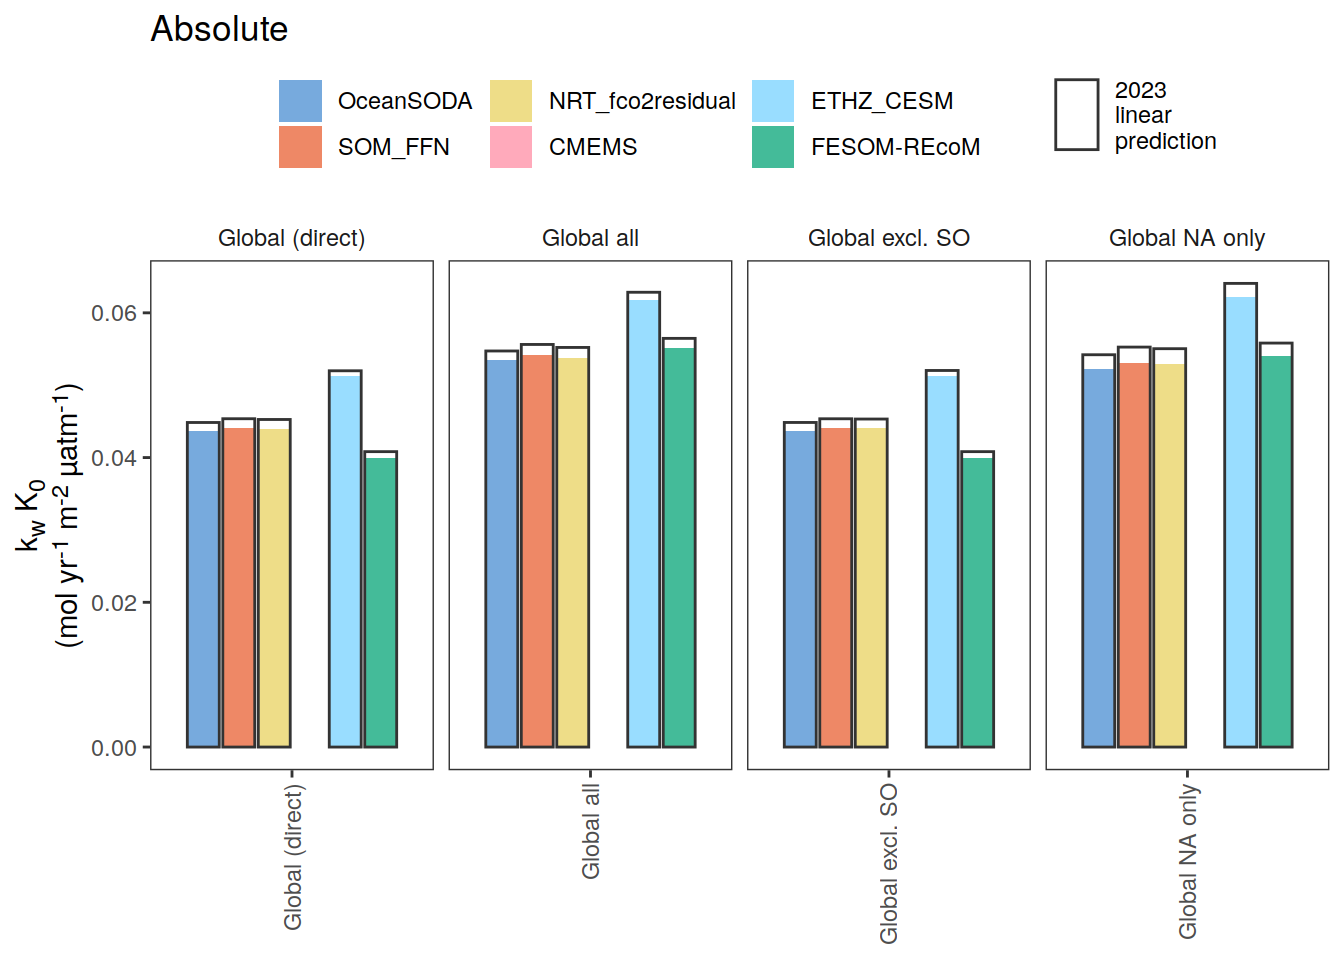 Absolute
OceanSODA
SOM_FFN
NRT_fco2residual
CMEMS
ETHZ_CESM
FESOM-REcoM
2023
linear
prediction
Global (direct)
Global all
Global excl. SO
Global NA only
k_w K_0
(mol yr⁻¹ m⁻² µatm⁻¹)
0.06
0.04
0.02
0.00
Global (direct)
Global all
Global excl. SO
Global NA only